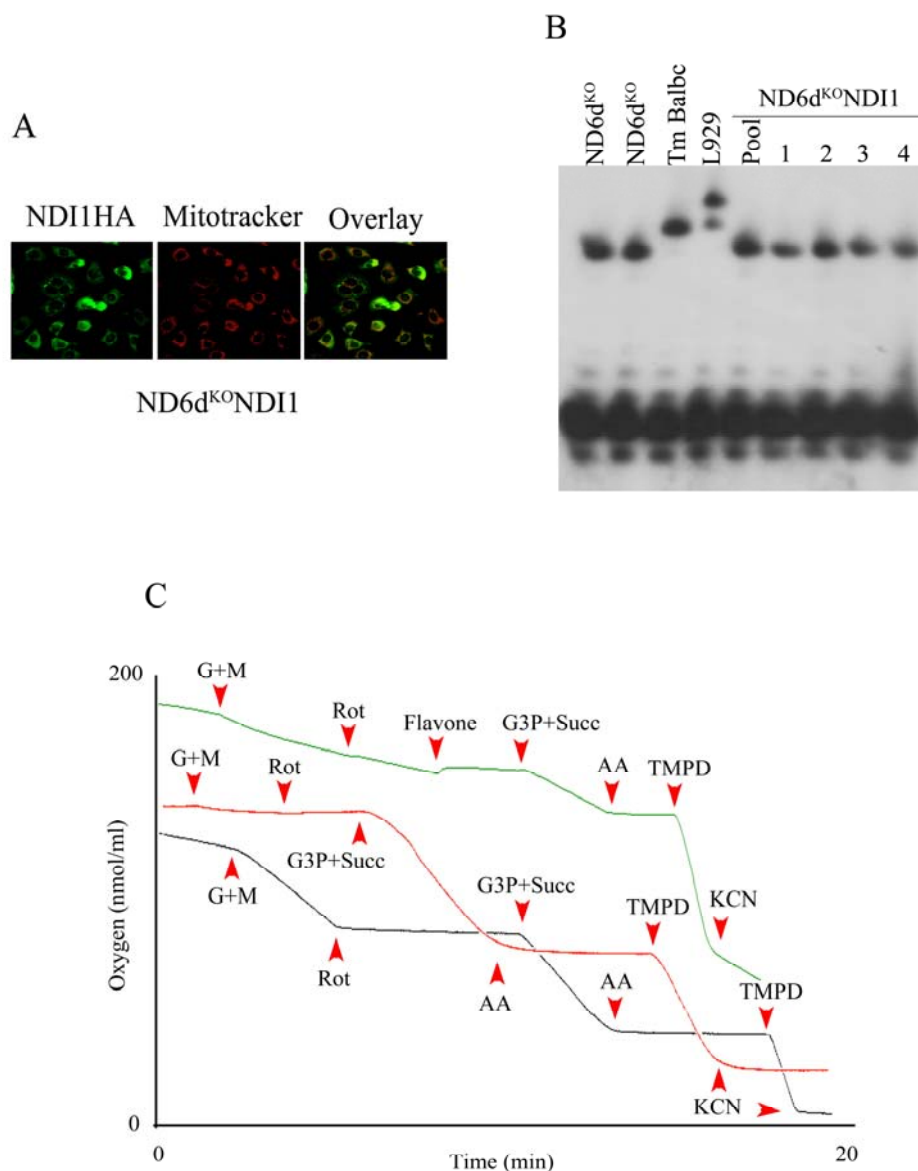 A
NDI1HA Mitotracker Overlay
ND6dᴷᴼNDI1
B
ND6dᴷᴼ
ND6dᴷᴼ
Tm Balbc
L929
ND6dᴷᴼNDI1
Pool 1 2 3 4
C
200
Oxygen (nmol/ml)
0
G+M
Rot
Flavone
G3P+Succ
AA
TMPD
KCN
G+M
Rot
G3P+Succ
AA
TMPD
KCN
G+M
Rot
G3P+Succ
AA
TMPD
0
Time (min)
20